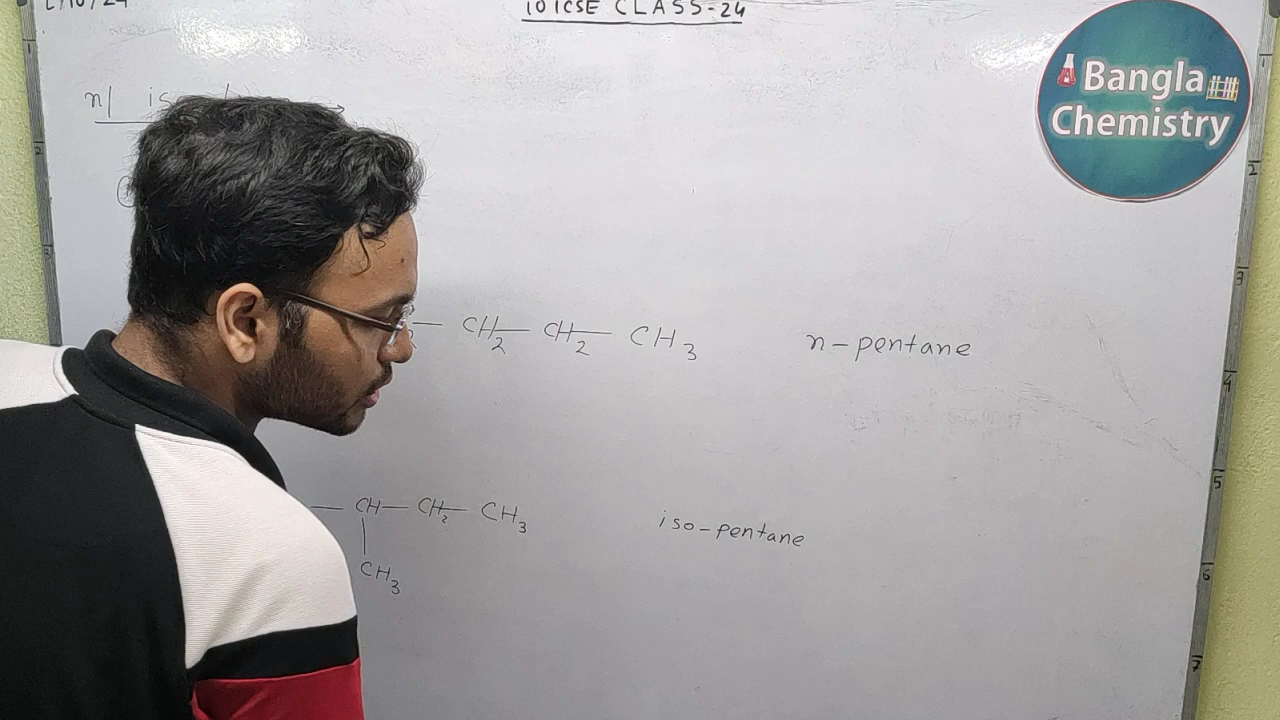 10 ICSE CLASS-24
Bangla
Chemistry
n/ is
— CH2 — CH2 — CH3 n-pentane
— CH — CH2 — CH3 iso-pentane
CH3